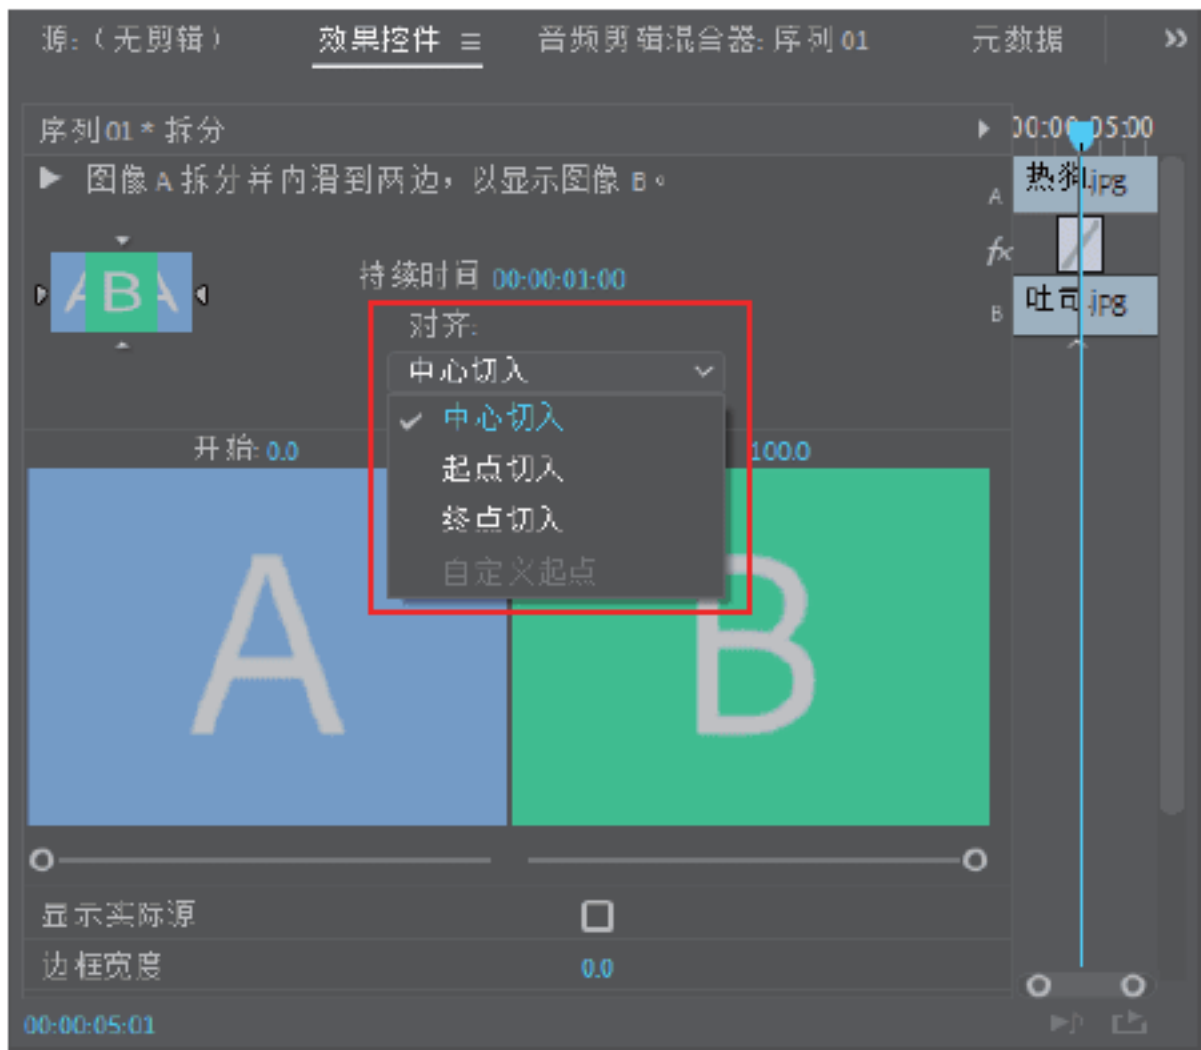 源:（无剪辑） 效果控件 ≡ 音频剪辑混合器: 序列 01 元数据 »
序列 01 * 拆分 00:00 05:00
图像 A 拆分并向滑到两边，以显示图像 B。
A 热狗.jpg
fx
ABA
持续时间 00:00:01:00
B 吐司.jpg
对齐:
中心切入
中心切入
开始: 0.0 100.0
起点切入
终点切入
自定义起点
A B
显示实际源
边框宽度 0.0
00:00:05:01